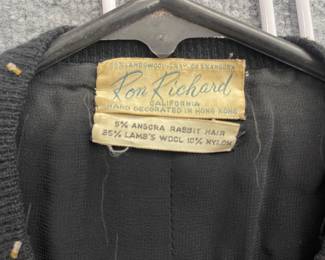 Ron Richard
CALIFORNIA
HAND DECORATED IN HONG KONG
5% ANGORA RABBIT HAIR
85% LAMB'S WOOL 10% NYLON